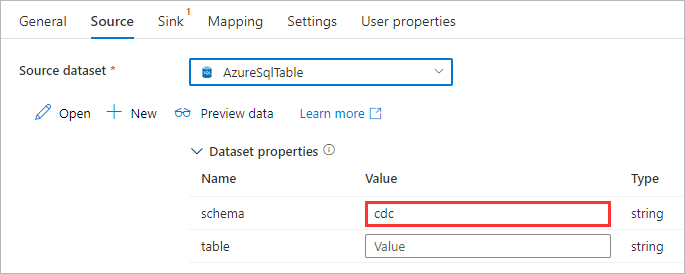 General Source Sink 1 Mapping Settings User properties
Source dataset * AzureSqlTable
Open New Preview data Learn more
Dataset properties
Name Value Type
schema cdc string
table Value string